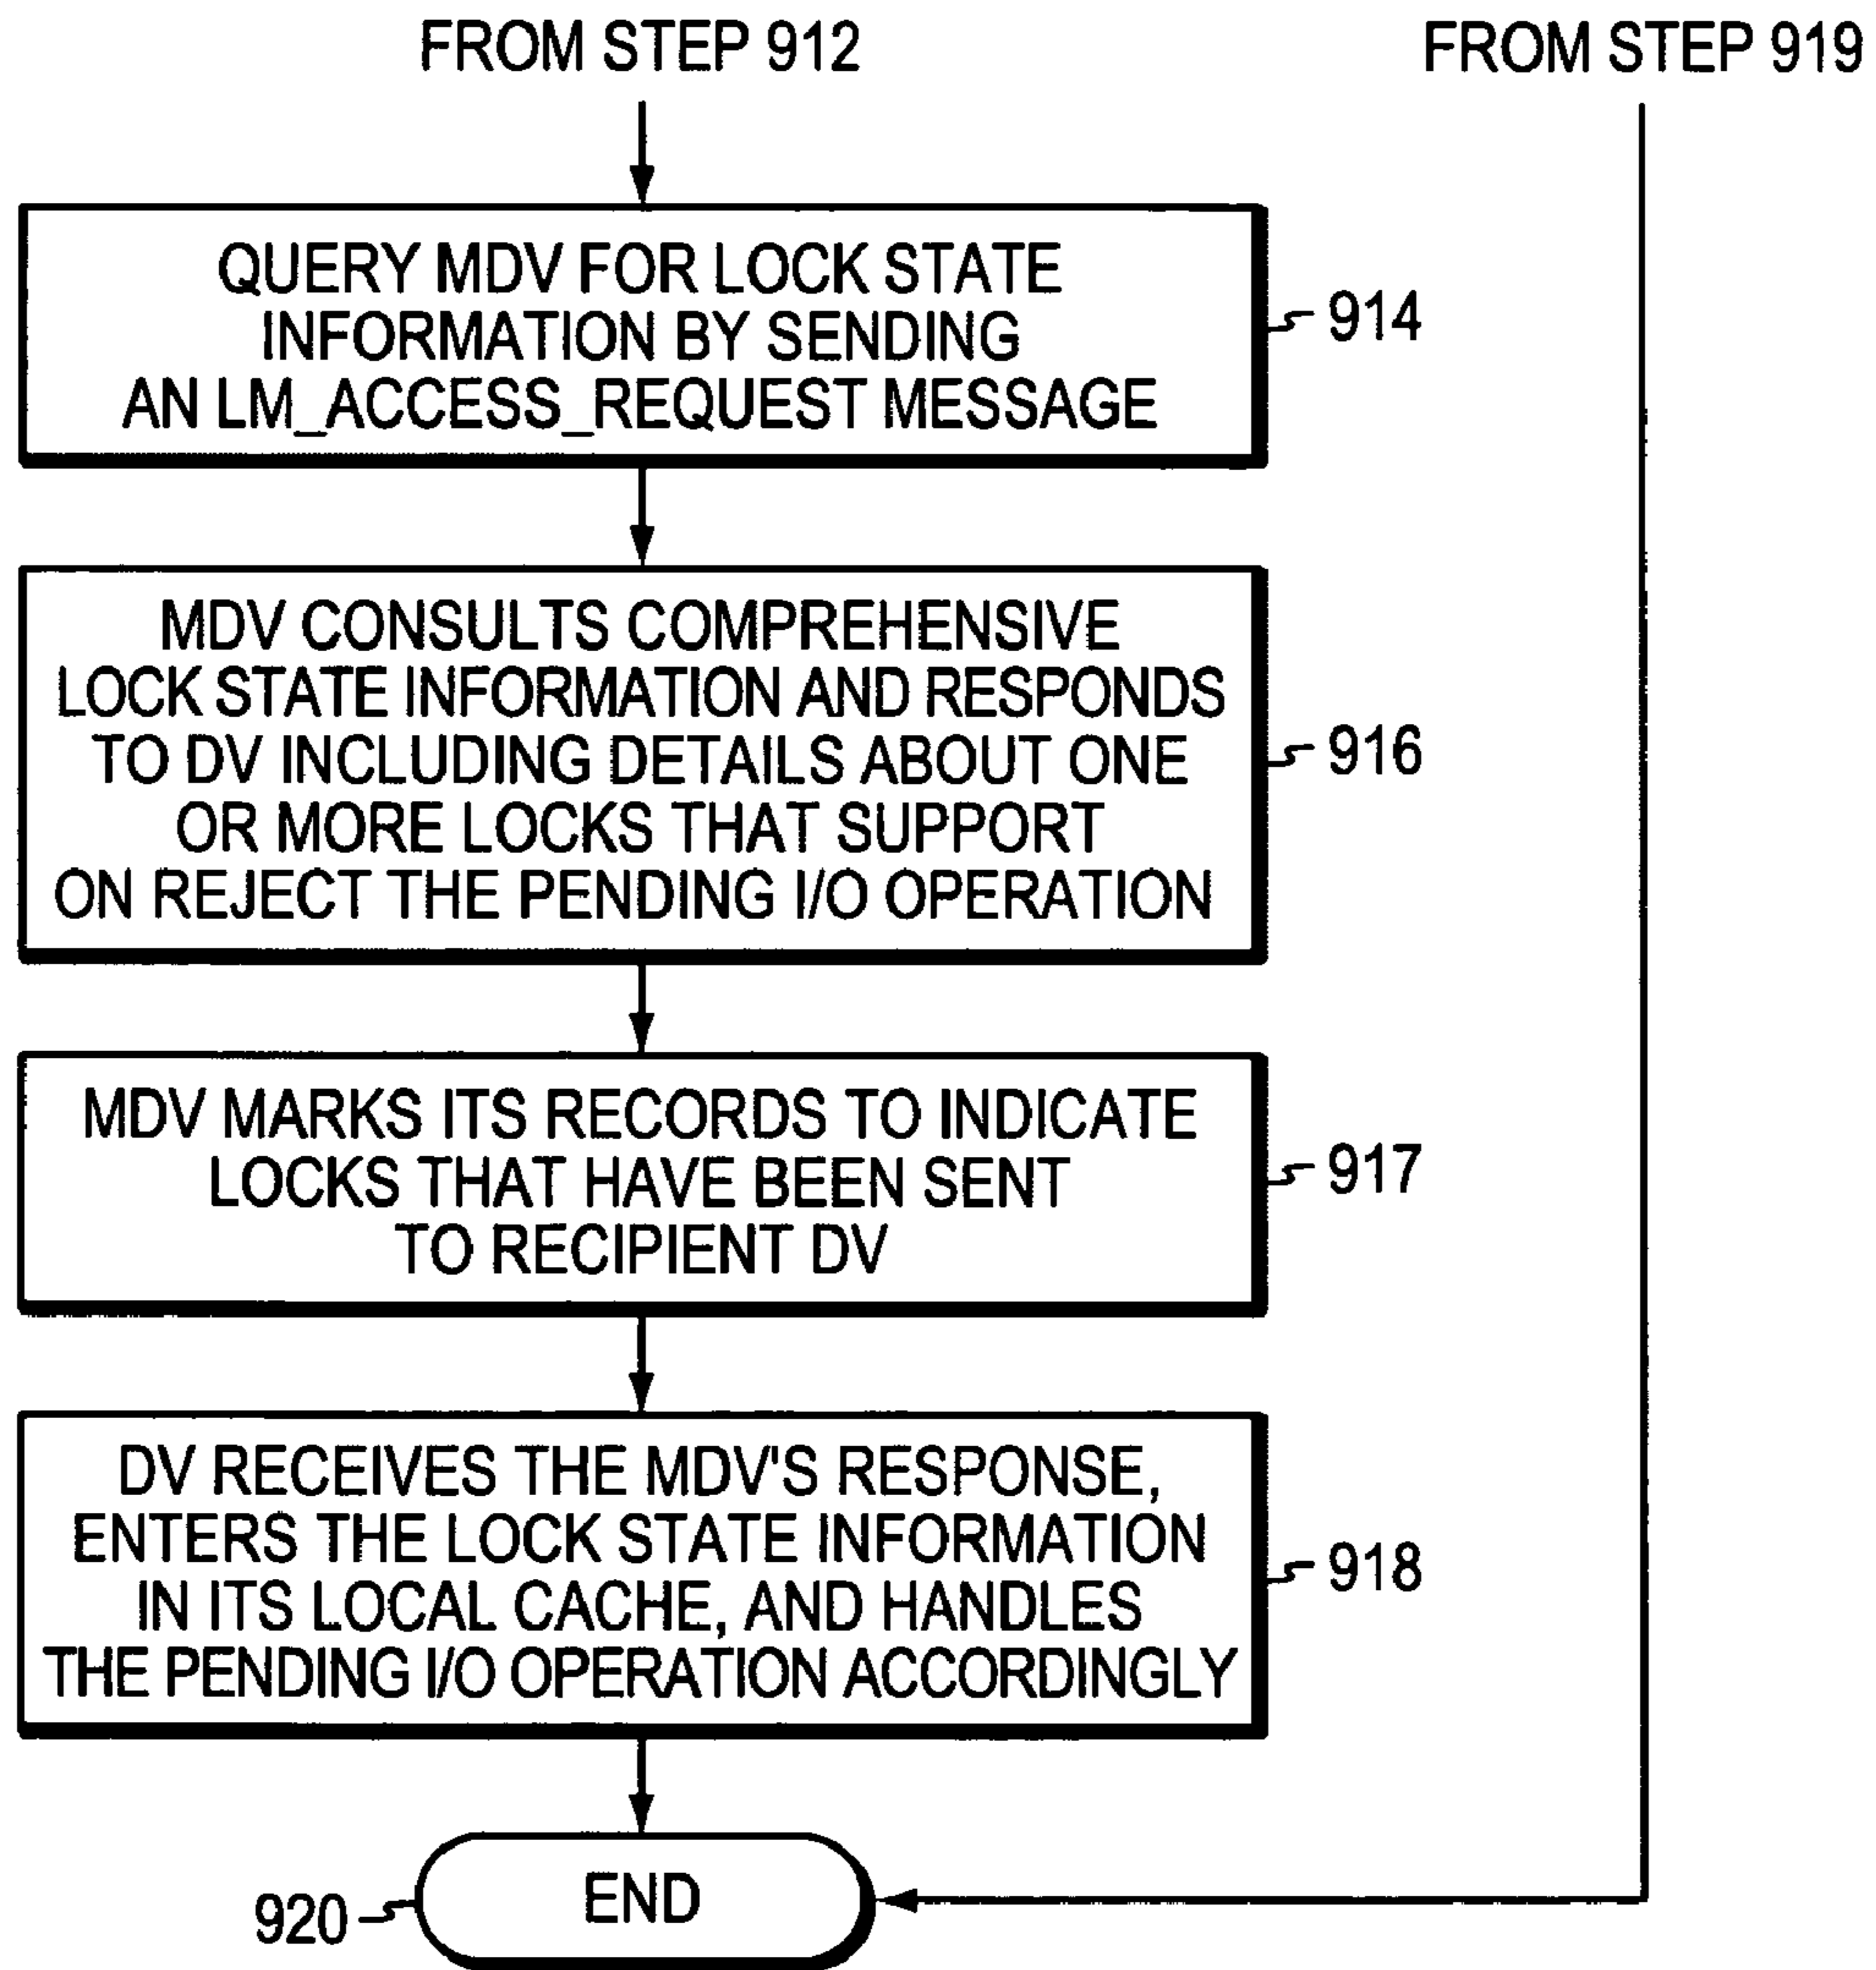 FROM STEP 912
FROM STEP 919
QUERY MDV FOR LOCK STATE
INFORMATION BY SENDING
AN LM_ACCESS_REQUEST MESSAGE
914
MDV CONSULTS COMPREHENSIVE
LOCK STATE INFORMATION AND RESPONDS
TO DV INCLUDING DETAILS ABOUT ONE
OR MORE LOCKS THAT SUPPORT
ON REJECT THE PENDING I/O OPERATION
916
MDV MARKS ITS RECORDS TO INDICATE
LOCKS THAT HAVE BEEN SENT
TO RECIPIENT DV
917
DV RECEIVES THE MDV'S RESPONSE,
ENTERS THE LOCK STATE INFORMATION
IN ITS LOCAL CACHE, AND HANDLES
THE PENDING I/O OPERATION ACCORDINGLY
918
END
920